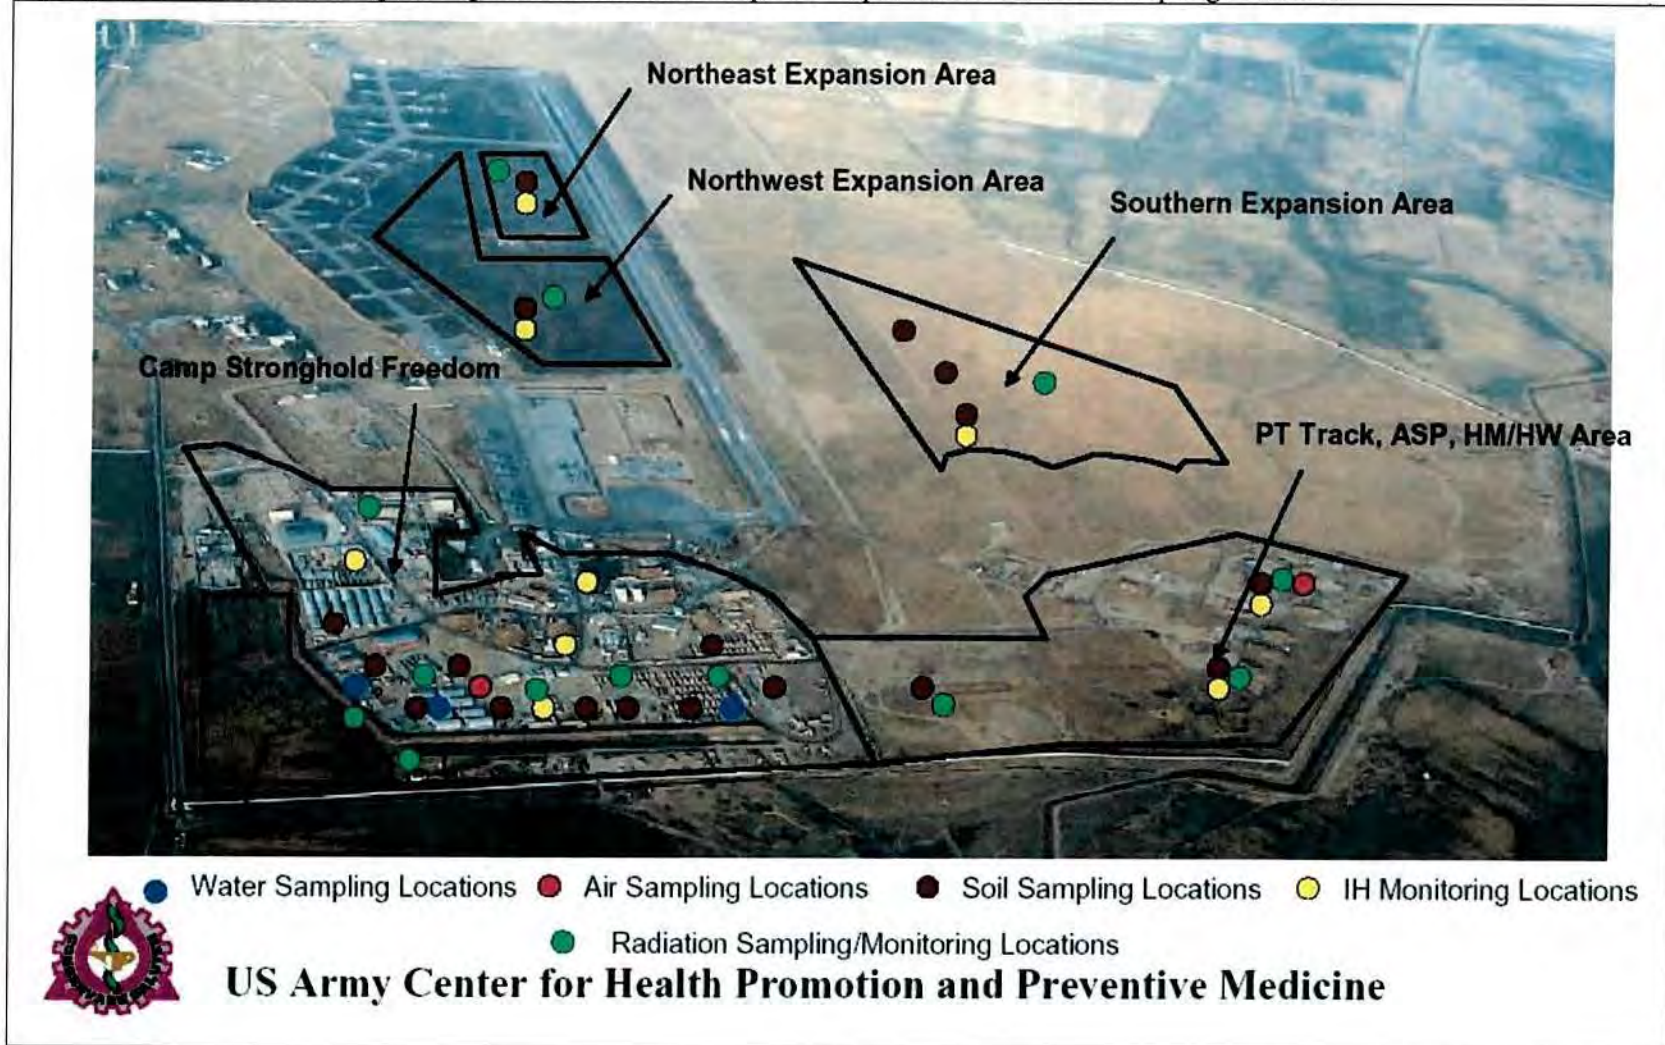 Northeast Expansion Area
Northwest Expansion Area
Southern Expansion Area
Camp Stronghold Freedom
PT Track, ASP, HM/HW Area
Water Sampling Locations
Air Sampling Locations
Soil Sampling Locations
IH Monitoring Locations
Radiation Sampling/Monitoring Locations
US Army Center for Health Promotion and Preventive Medicine